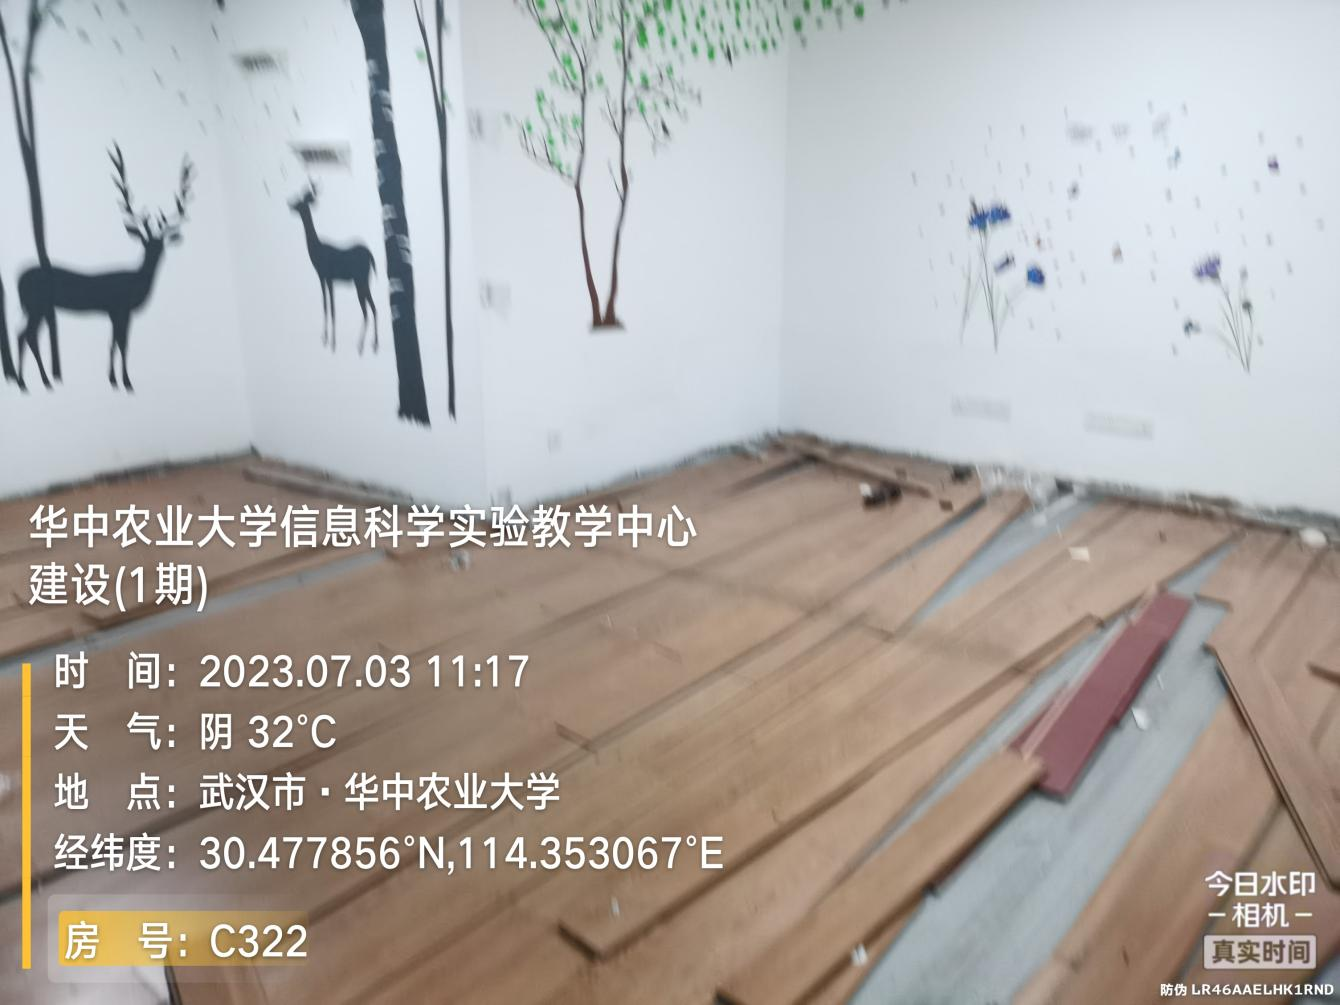 华中农业大学信息科学实验教学中心
建设(1期)
时 间：2023.07.03 11:17
天 气：阴 32°C
地 点：武汉市·华中农业大学
经纬度：30.477856°N,114.353067°E
房 号：C322
今日水印
-相机-
真实时间
防伪 LR46AAELHK1RND